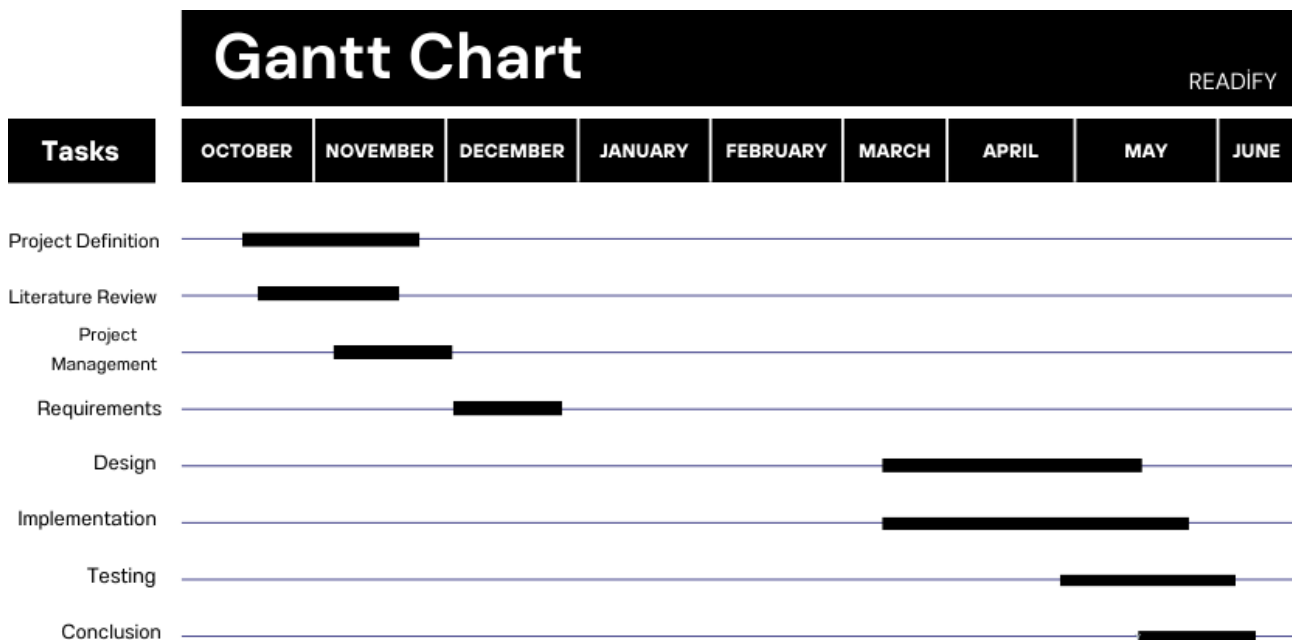 Gantt Chart
READİFY
Tasks
OCTOBER
NOVEMBER
DECEMBER
JANUARY
FEBRUARY
MARCH
APRIL
MAY
JUNE
Project Definition
Literature Review
Project
Management
Requirements
Design
Implementation
Testing
Conclusion